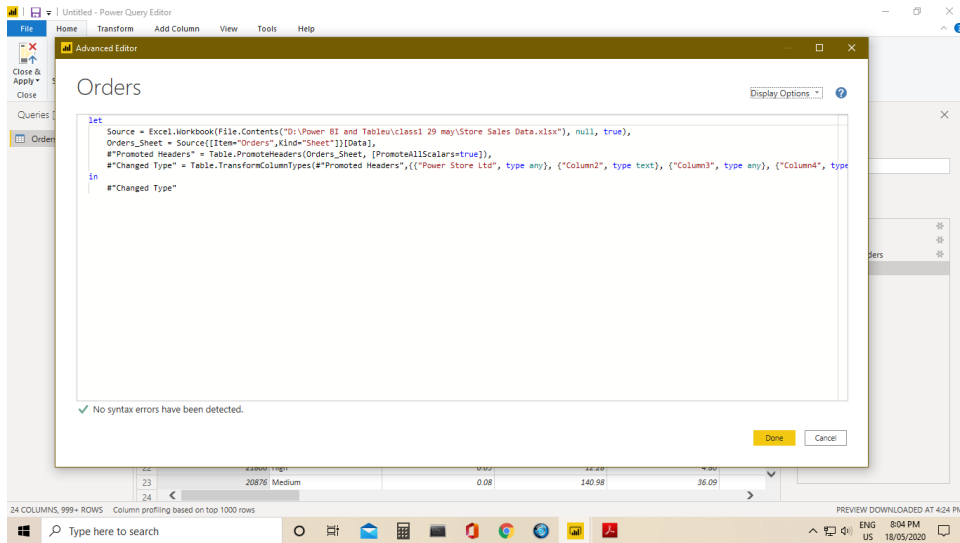 Untitled - Power Query Editor
File Home Transform Add Column View Tools Help
Close &
Apply
Close
Queries [
Orders
Advanced Editor
Orders
Display Options
?
let
Source = Excel.Workbook(File.Contents("D:\Power BI and Tableu\class1 29 may\Store Sales Data.xlsx"), null, true),
Orders_Sheet = Source{[Item="Orders",Kind="Sheet"]}[Data],
#"Promoted Headers" = Table.PromoteHeaders(Orders_Sheet, [PromoteAllScalars=true]),
#"Changed Type" = Table.TransformColumnTypes(#"Promoted Headers",{{"Power Store Ltd", type any}, {"Column2", type text}, {"Column3", type any}, {"Column4", type
in
#"Changed Type"
No syntax errors have been detected.
Done Cancel
ders
23 20876 Medium 0.08 140.98 36.09
24
24 COLUMNS, 999+ ROWS Column profiling based on top 1000 rows
PREVIEW DOWNLOADED AT 4:24 PM
Type here to search
ENG 8:04 PM
US 18/05/2020